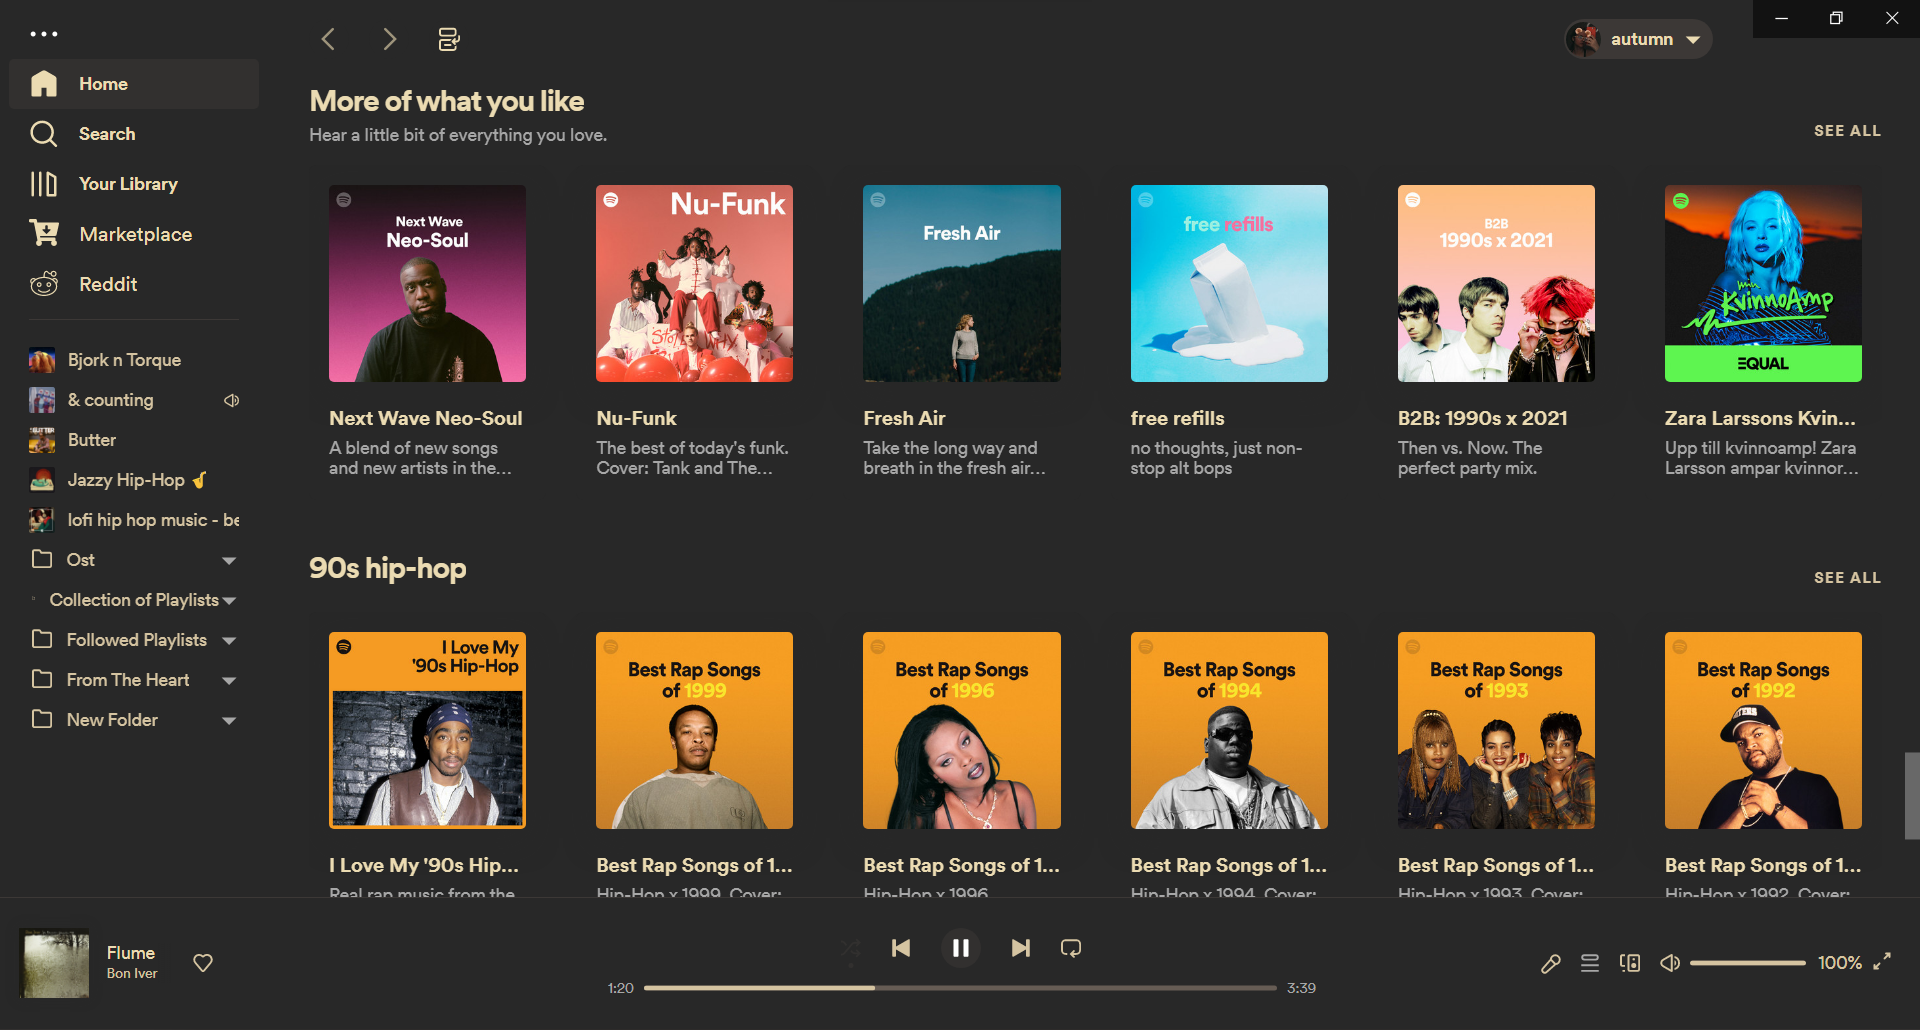 autumn
Home
Search
Your Library
Marketplace
Reddit
Bjork n Torque
& counting
Butter
Jazzy Hip-Hop 🎷
lofi hip hop music - be
Ost
Collection of Playlists
Followed Playlists
From The Heart
New Folder
More of what you like
Hear a little bit of everything you love.
SEE ALL
Next Wave
Neo-Soul
Nu-Funk
Fresh Air
free refills
B2B
1990s x 2021
min
KvinnoAmp
EQUAL
Next Wave Neo-Soul
A blend of new songs
and new artists in the...
Nu-Funk
The best of today's funk.
Cover: Tank and The...
Fresh Air
Take the long way and
breath in the fresh air...
free refills
no thoughts, just non-
stop alt bops
B2B: 1990s x 2021
Then vs. Now. The
perfect party mix.
Zara Larssons Kvin...
Upp till kvinnoamp! Zara
Larsson ampar kvinnor...
90s hip-hop
SEE ALL
I Love My
'90s Hip-Hop
Best Rap Songs
of 1999
Best Rap Songs
of 1996
Best Rap Songs
of 1994
Best Rap Songs
of 1993
Best Rap Songs
of 1992
I Love My '90s Hip...
Real rap music from the
Best Rap Songs of 1...
Hip-Hop x 1999. Cover:
Best Rap Songs of 1...
Hip-Hop x 1996.
Best Rap Songs of 1...
Hip-Hop x 1994. Cover:
Best Rap Songs of 1...
Hip-Hop x 1993. Cover:
Best Rap Songs of 1...
Hip-Hop x 1992. Cover:
Flume
Bon Iver
1:20
3:39
100%